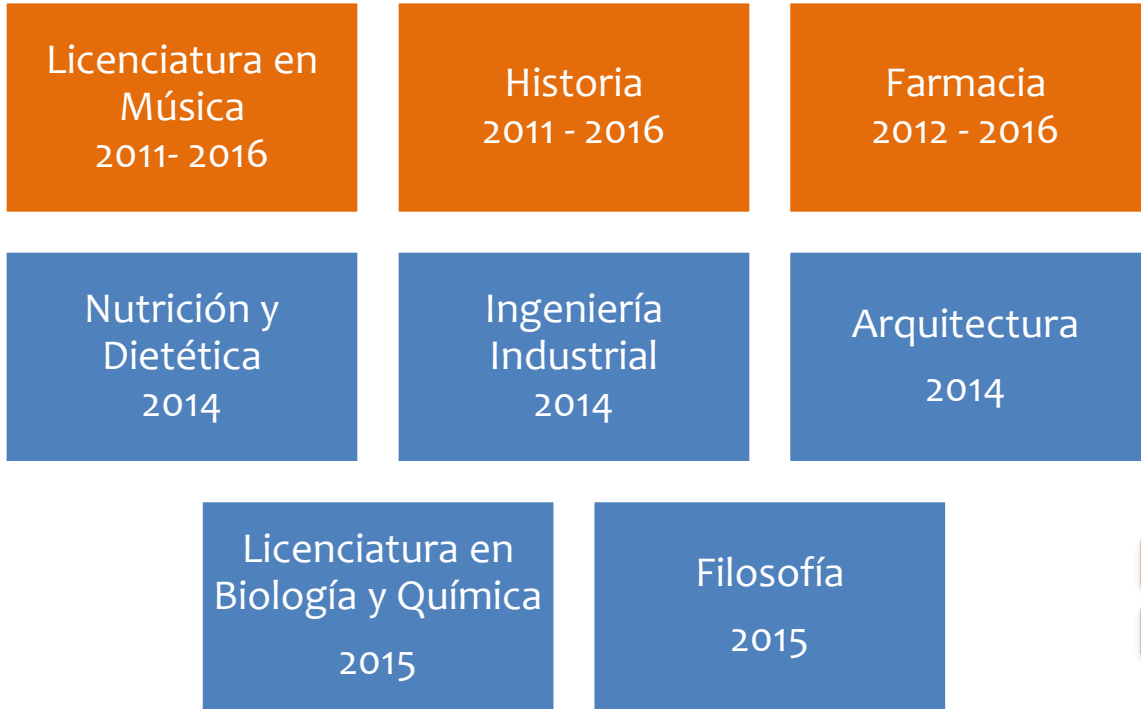 Licenciatura en
Música
2011- 2016
Historia
2011 - 2016
Farmacia
2012 - 2016
Nutrición y
Dietética
2014
Ingeniería
Industrial
2014
Arquitectura
2014
Licenciatura en
Biología y Química
2015
Filosofía
2015